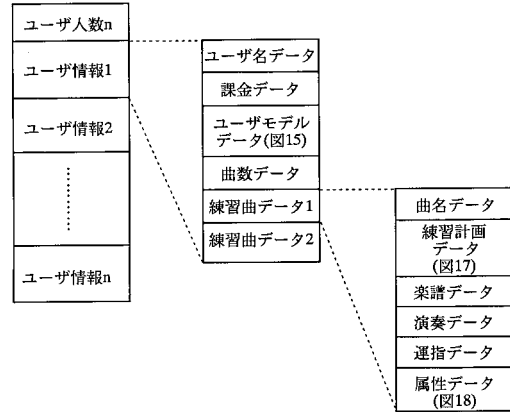 ユーザ人数n
ユーザ情報1
ユーザ情報2
ユーザ情報n
ユーザ名データ
課金データ
ユーザモデル
データ(図15)
曲数データ
練習曲データ1
練習曲データ2
曲名データ
練習計画
データ
(図17)
楽譜データ
演奏データ
運指データ
属性データ
(図18)